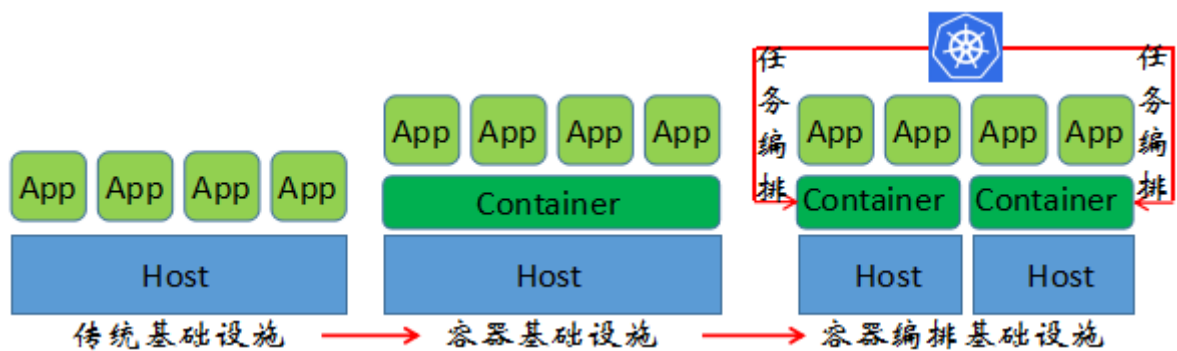 App App App App
Host
传统基础设施
App App App App
Container
Host
容器基础设施
任务编排
任务编排
App App App App
Container Container
Host Host
容器编排基础设施